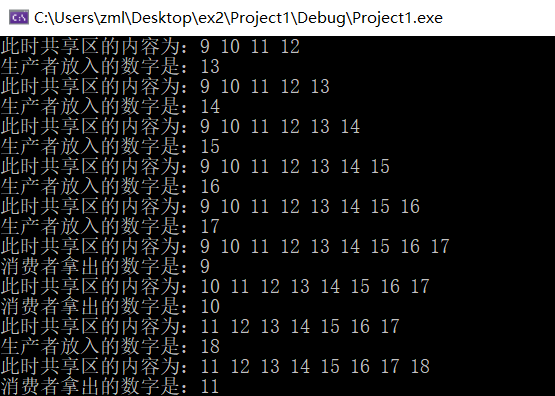 C:\Users\zml\Desktop\ex2\Project1\Debug\Project1.exe
此时共享区的内容为：9 10 11 12
生产者放入的数字是：13
此时共享区的内容为：9 10 11 12 13
生产者放入的数字是：14
此时共享区的内容为：9 10 11 12 13 14
生产者放入的数字是：15
此时共享区的内容为：9 10 11 12 13 14 15
生产者放入的数字是：16
此时共享区的内容为：9 10 11 12 13 14 15 16
生产者放入的数字是：17
此时共享区的内容为：9 10 11 12 13 14 15 16 17
消费者拿出的数字是：9
此时共享区的内容为：10 11 12 13 14 15 16 17
消费者拿出的数字是：10
此时共享区的内容为：11 12 13 14 15 16 17
生产者放入的数字是：18
此时共享区的内容为：11 12 13 14 15 16 17 18
消费者拿出的数字是：11